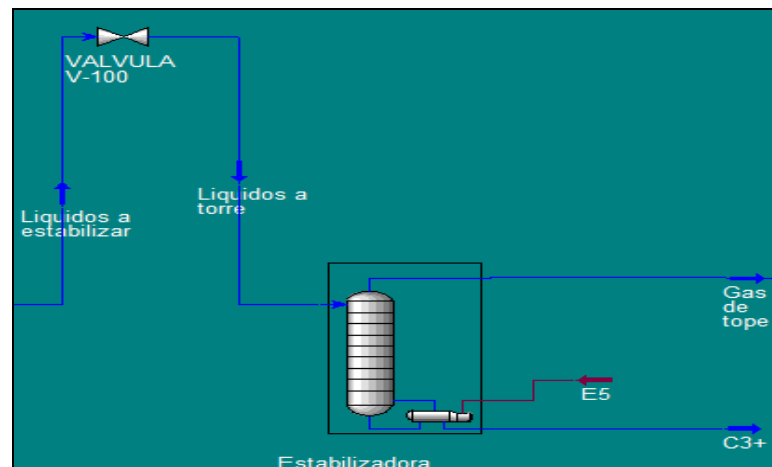 VALVULA
V-100
Liquidos a
estabilizar
Liquidos a
torre
Gas
de
tope
E5
C3+
Estabilizadora